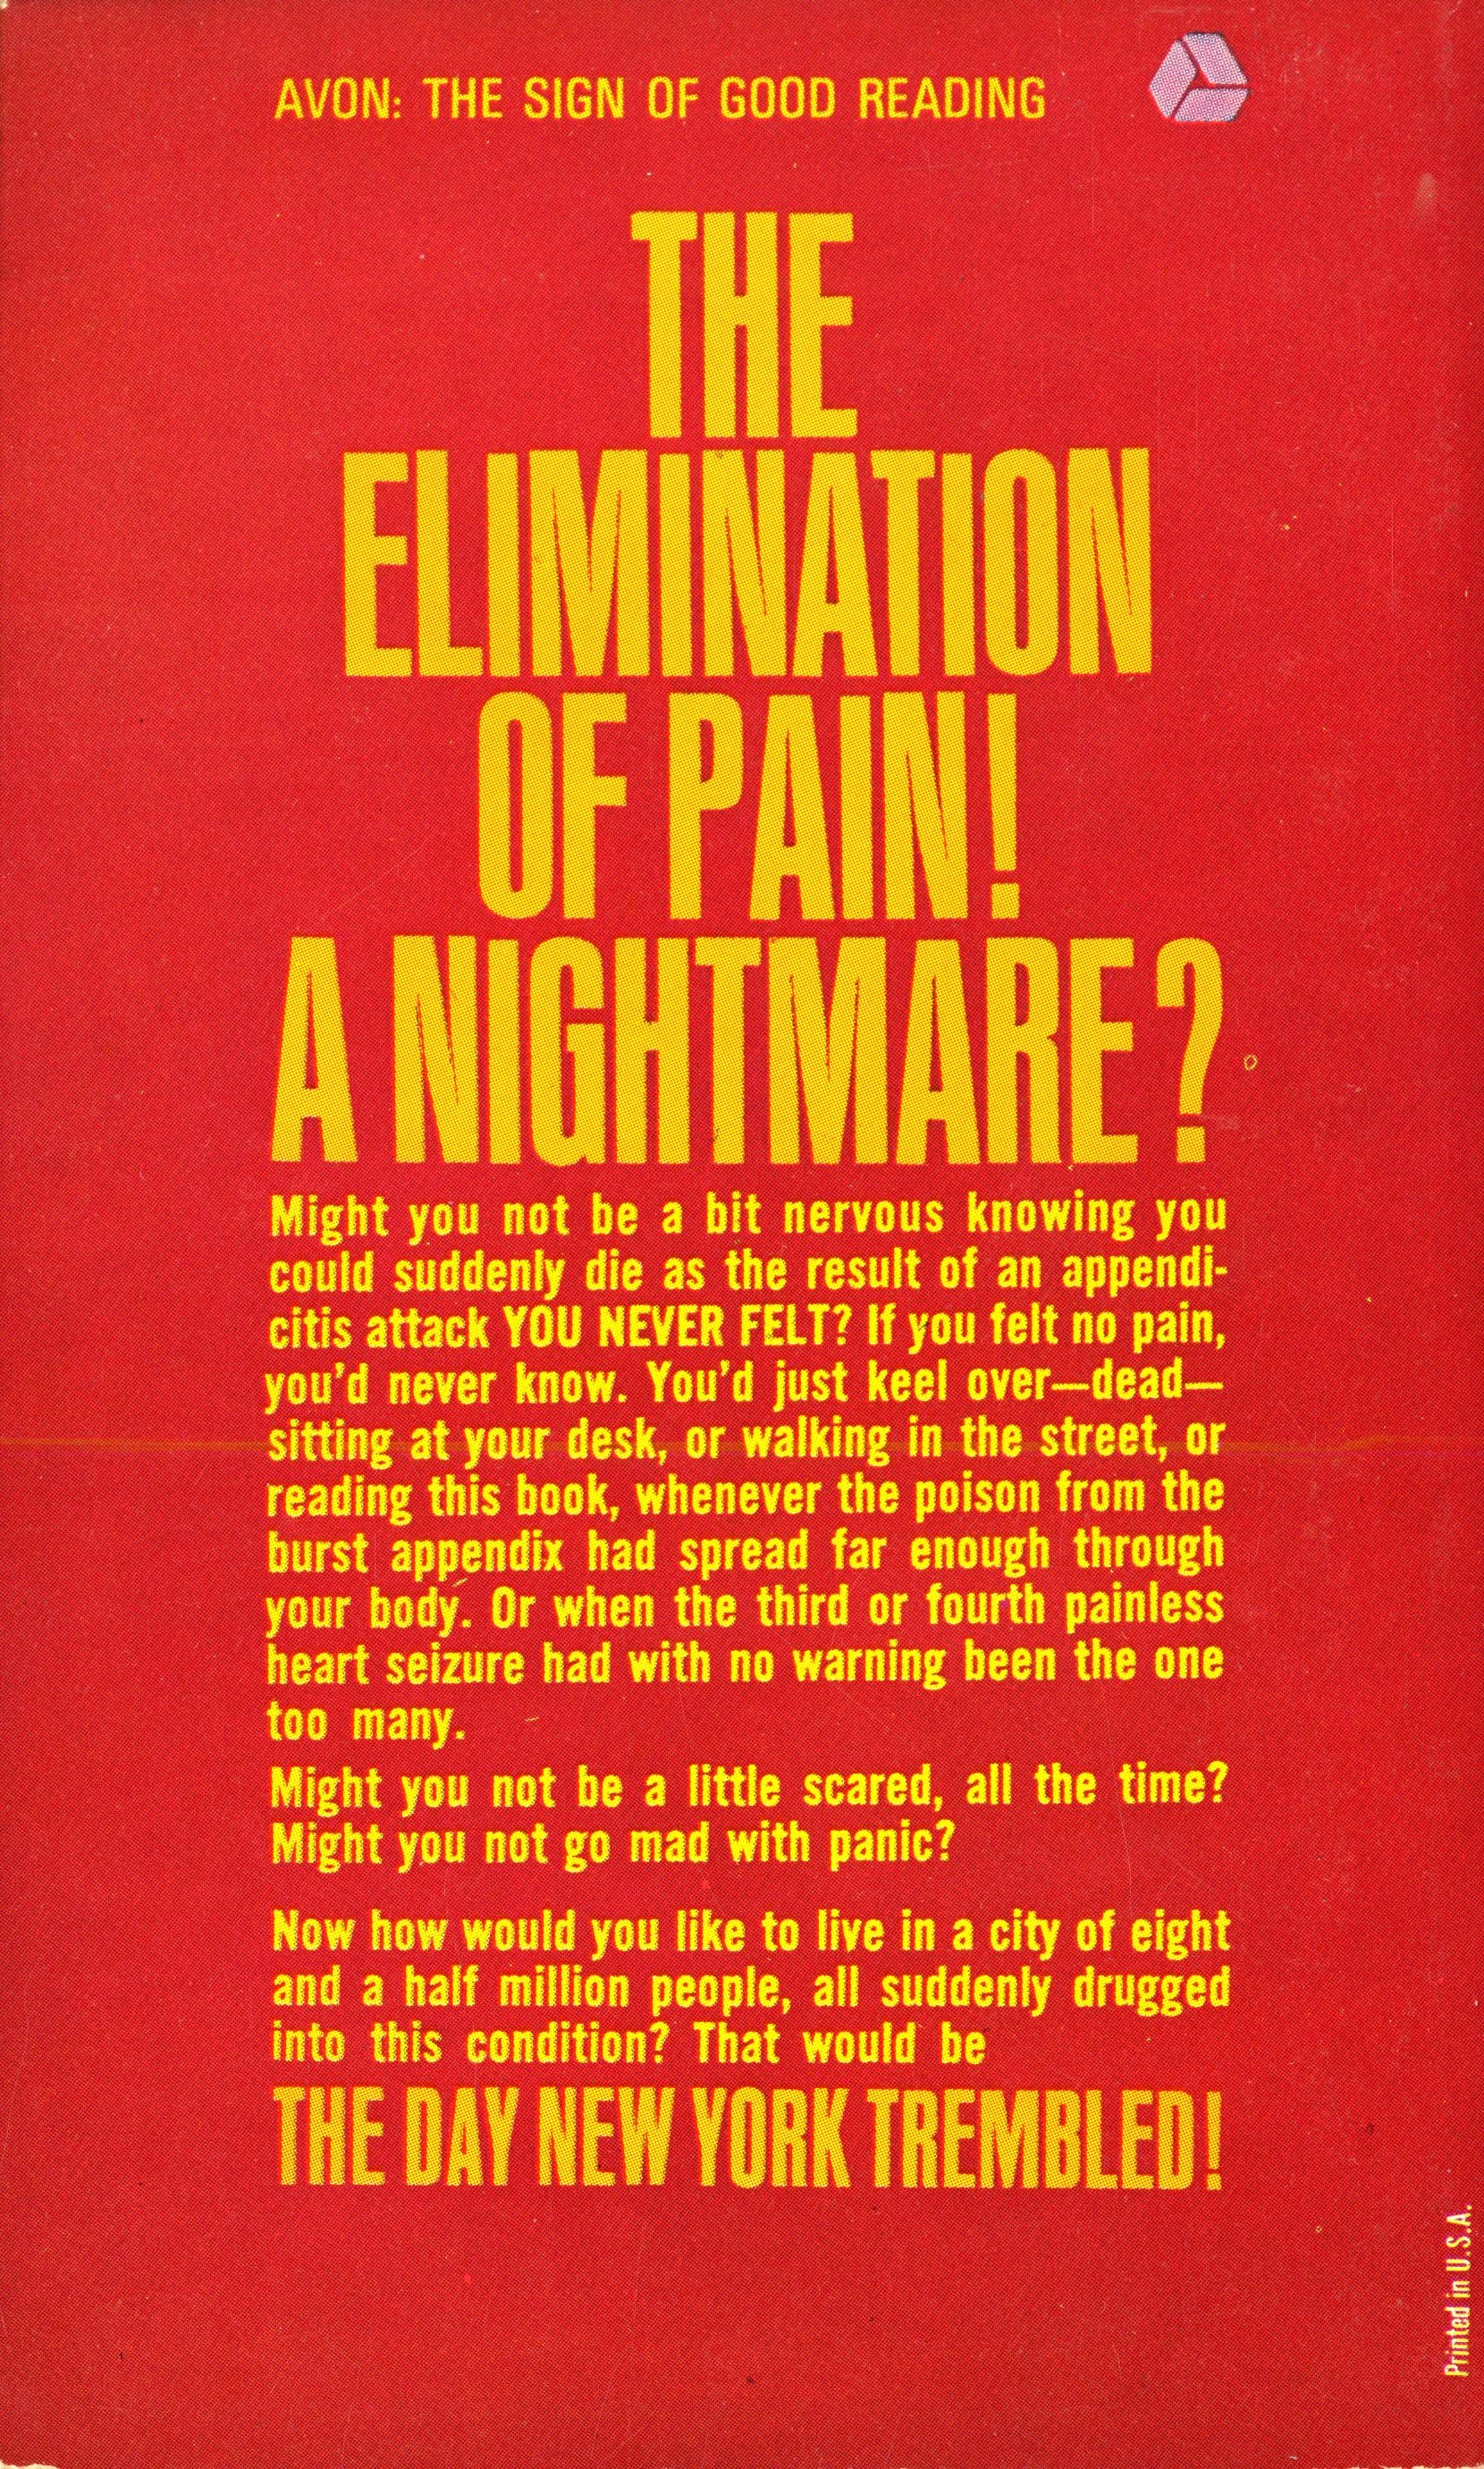 AVON: THE SIGN OF GOOD READING
THE
ELIMINATION
OF PAIN!
A NIGHTMARE?
Might you not be a bit nervous knowing you
could suddenly die as the result of an appendi-
citis attack YOU NEVER FELT? If you felt no pain,
you'd never know. You'd just keel over—dead—
sitting at your desk, or walking in the street, or
reading this book, whenever the poison from the
burst appendix had spread far enough through
your body. Or when the third or fourth painless
heart seizure had with no warning been the one
too many.
Might you not be a little scared, all the time?
Might you not go mad with panic?
Now how would you like to live in a city of eight
and a half million people, all suddenly drugged
into this condition? That would be
THE DAY NEW YORK TREMBLED!
Printed in U.S.A.